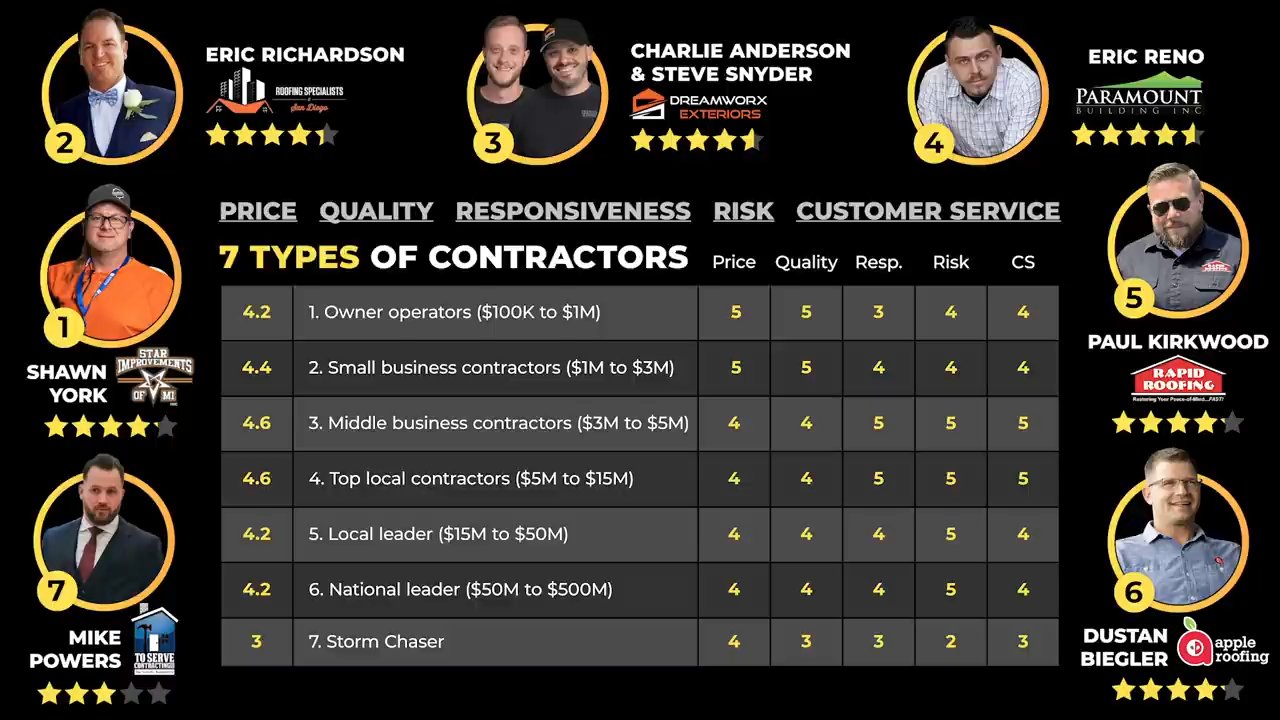 2
ERIC RICHARDSON
ROOFING SPECIALISTS
of
San Diego
3
CHARLIE ANDERSON
& STEVE SNYDER
DREAMWORX
EXTERIORS
4
ERIC RENO
PARAMOUNT
BUILDING INC
PRICE QUALITY RESPONSIVENESS RISK CUSTOMER SERVICE
7 TYPES OF CONTRACTORS Price Quality Resp. Risk CS
4.2 1. Owner operators ($100K to $1M) 5 5 3 4 4
4.4 2. Small business contractors ($1M to $3M) 5 5 4 4 4
4.6 3. Middle business contractors ($3M to $5M) 4 4 5 5 5
4.6 4. Top local contractors ($5M to $15M) 4 4 5 5 5
4.2 5. Local leader ($15M to $50M) 4 4 4 5 4
4.2 6. National leader ($50M to $500M) 4 4 4 5 4
3 7. Storm Chaser 4 3 3 2 3
1
SHAWN
YORK
STAR
IMPROVEMENTS
OF MI
7
MIKE
POWERS
TO SERVE
CONTRACTING
5
PAUL KIRKWOOD
RAPID
ROOFING
Restoring Your Peace-of-Mind...FAST!
6
DUSTAN
BIEGLER
apple
roofing